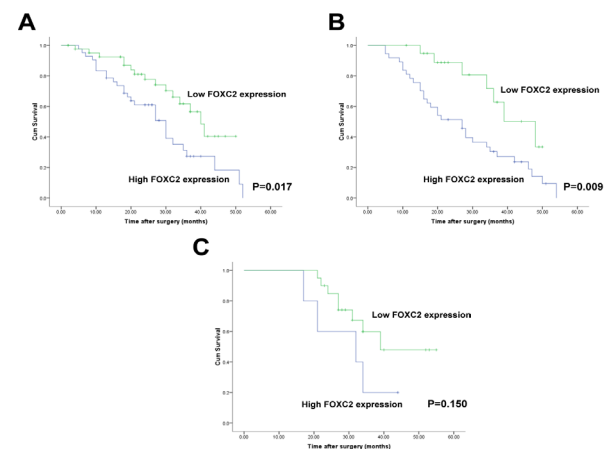 A
1.0
0.8
0.6
0.4
0.2
0.0
Cum Survival
Low FOXC2 expression
High FOXC2 expression
P=0.017
0.00 10.00 20.00 30.00 40.00 50.00 60.00
Time after surgery (months)
B
1.0
0.8
0.6
0.4
0.2
0.0
Cum Survival
Low FOXC2 expression
High FOXC2 expression
P=0.009
0.00 10.00 20.00 30.00 40.00 50.00 60.00
Time after surgery (months)
C
1.0
0.8
0.6
0.4
0.2
0.0
Cum Survival
Low FOXC2 expression
High FOXC2 expression
P=0.150
0.00 10.00 20.00 30.00 40.00 50.00 60.00
Time after surgery (months)